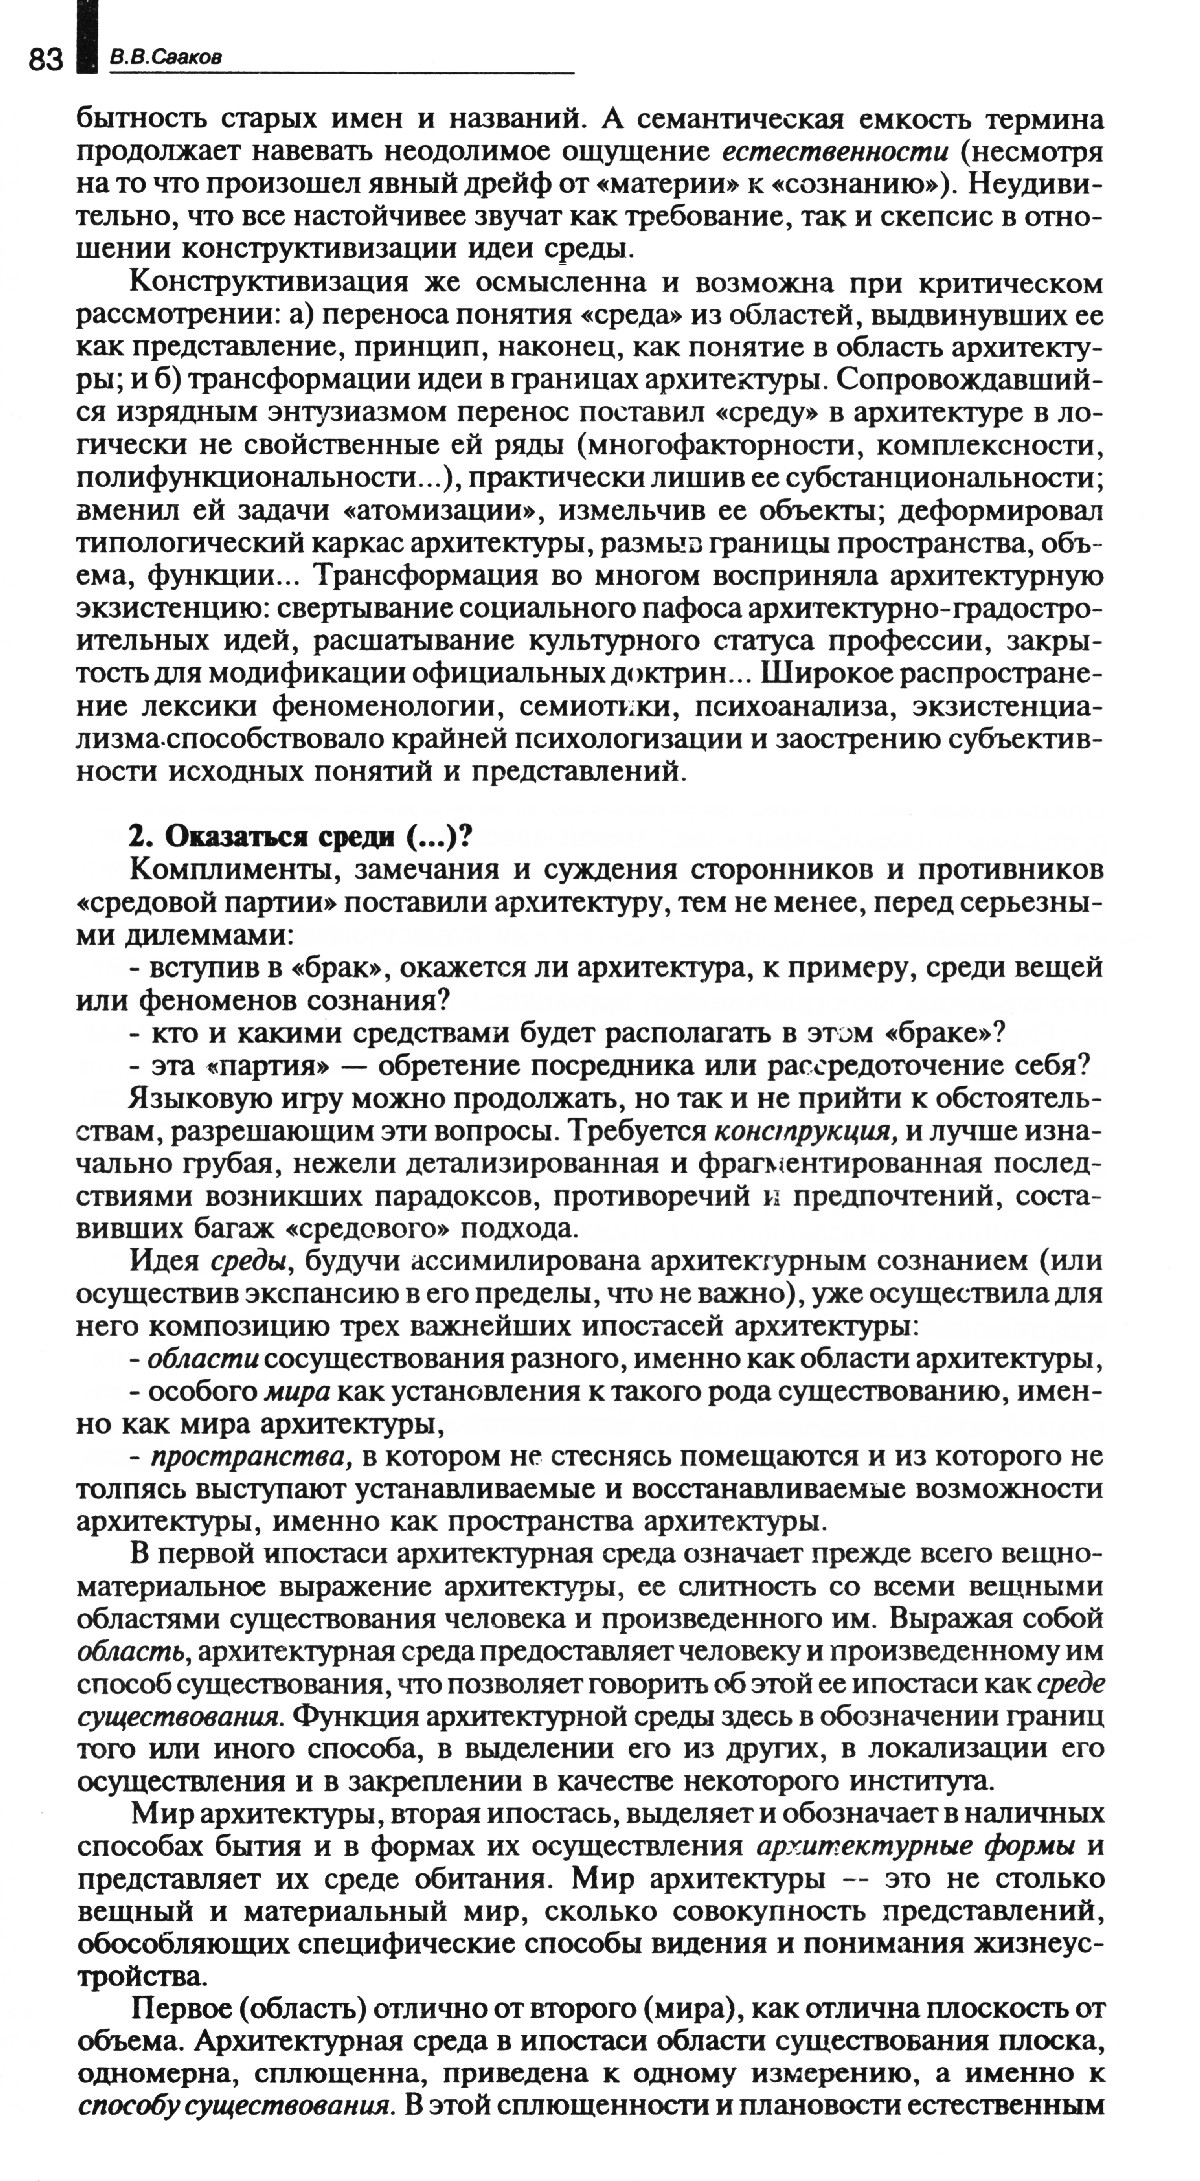 83
В.В.Сааков
бытность старых имен и названий. А семантическая емкость термина
продолжает навевать неодолимое ощущение естественности (несмотря
на то что произошел явный дрейф от «материи» к «сознанию»). Неудиви-
тельно, что все настойчивее звучат как требование, так и скепсис в отно-
шении конструктивизации идеи среды.
Конструктивизация же осмысленна и возможна при критическом
рассмотрении: а) переноса понятия «среда» из областей, выдвинувших ее
как представление, принцип, наконец, как понятие в область архитекту-
ры; и б) трансформации идеи в границах архитектуры. Сопровождавший-
ся изрядным энтузиазмом перенос поставил «среду» в архитектуре в ло-
гически не свойственные ей ряды (многофакторности, комплексности,
полифункциональности...), практически лишив ее субстанциональности;
вменил ей задачи «атомизации», измельчив ее объекты; деформировал
типологический каркас архитектуры, размыв границы пространства, объ-
ема, функции... Трансформация во многом восприняла архитектурную
экзистенцию: свертывание социального пафоса архитектурно-градостро-
ительных идей, расшатывание культурного статуса профессии, закры-
тость для модификации официальных доктрин... Широкое распростране-
ние лексики феноменологии, семиотики, психоанализа, экзистенциа-
лизма способствовало крайней психологизации и заострению субъектив-
ности исходных понятий и представлений.
2. Оказаться среди (...)?
Комплименты, замечания и суждения сторонников и противников
«средовой партии» поставили архитектуру, тем не менее, перед серьезны-
ми дилеммами:
- вступив в «брак», окажется ли архитектура, к примеру, среди вещей
или феноменов сознания?
- кто и какими средствами будет располагать в этом «браке»?
- эта «партия» — обретение посредника или рассредоточение себя?
Языковую игру можно продолжать, но так и не прийти к обстоятель-
ствам, разрешающим эти вопросы. Требуется конструкция, и лучше изна-
чально грубая, нежели детализированная и фрагментированная послед-
ствиями возникших парадоксов, противоречий и предпочтений, соста-
вивших багаж «средового» подхода.
Идея среды, будучи ассимилирована архитектурным сознанием (или
осуществив экспансию в его пределы, что не важно), уже осуществила для
него композицию трех важнейших ипостасей архитектуры:
- области сосуществования разного, именно как области архитектуры,
- особого мира как установления к такого рода существованию, имен-
но как мира архитектуры,
- пространства, в котором не стеснясь помещаются и из которого не
толпясь выступают устанавливаемые и восстанавливаемые возможности
архитектуры, именно как пространства архитектуры.
В первой ипостаси архитектурная среда означает прежде всего вещно-
материальное выражение архитектуры, ее слитность со всеми вещными
областями существования человека и произведенного им. Выражая собой
область, архитектурная среда предоставляет человеку и произведенному им
способ существования, что позволяет говорить об этой ее ипостаси как среде
существования. Функция архитектурной среды здесь в обозначении границ
того или иного способа, в выделении его из других, в локализации его
осуществления и в закреплении в качестве некоторого института.
Мир архитектуры, вторая ипостась, выделяет и обозначает в наличных
способах бытия и в формах их осуществления архитектурные формы и
представляет их среде обитания. Мир архитектуры -- это не столько
вещный и материальный мир, сколько совокупность представлений,
обособляющих специфические способы видения и понимания жизнеус-
тройства.
Первое (область) отлично от второго (мира), как отлична плоскость от
объема. Архитектурная среда в ипостаси области существования плоска,
одномерна, сплющенна, приведена к одному измерению, а именно к
способу существования. В этой сплющенности и плановости естественным